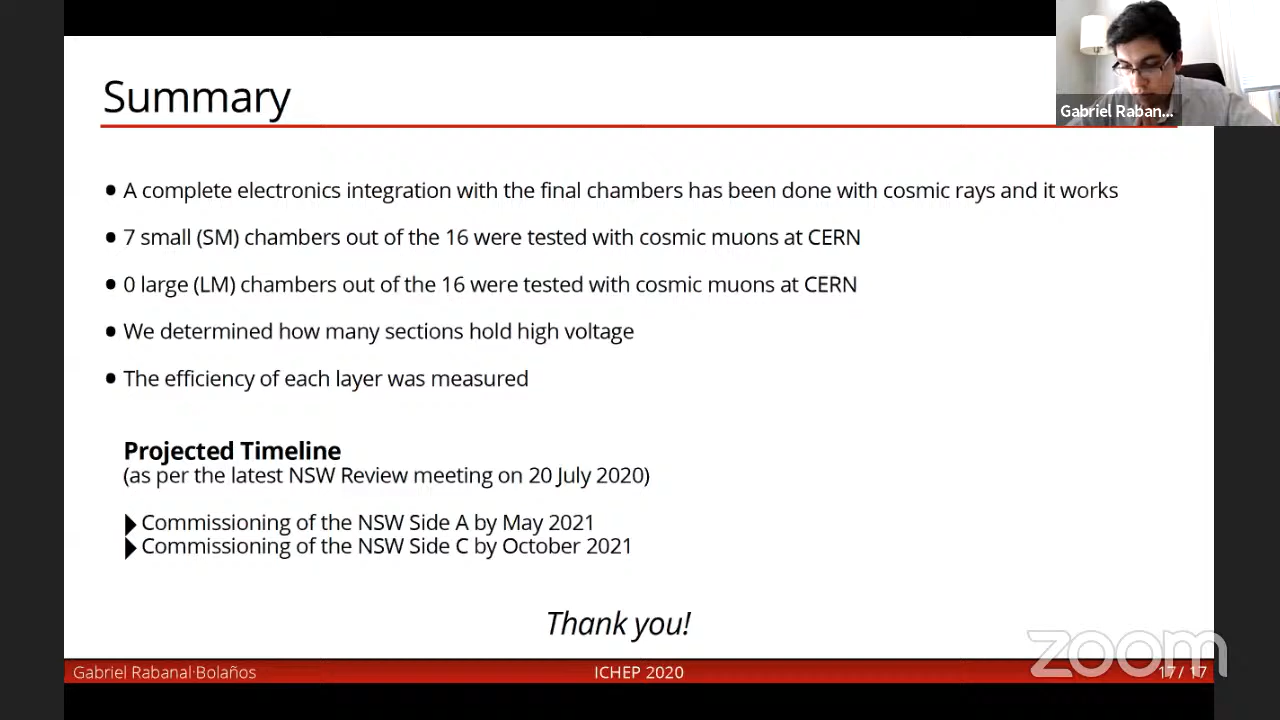 Summary
Gabriel Raban...
• A complete electronics integration with the final chambers has been done with cosmic rays and it works
• 7 small (SM) chambers out of the 16 were tested with cosmic muons at CERN
• 0 large (LM) chambers out of the 16 were tested with cosmic muons at CERN
• We determined how many sections hold high voltage
• The efficiency of each layer was measured
Projected Timeline
(as per the latest NSW Review meeting on 20 July 2020)
Commissioning of the NSW Side A by May 2021
Commissioning of the NSW Side C by October 2021
Thank you!
zoom
Gabriel Rabanal·Bolaños ICHEP 2020 17/ 17